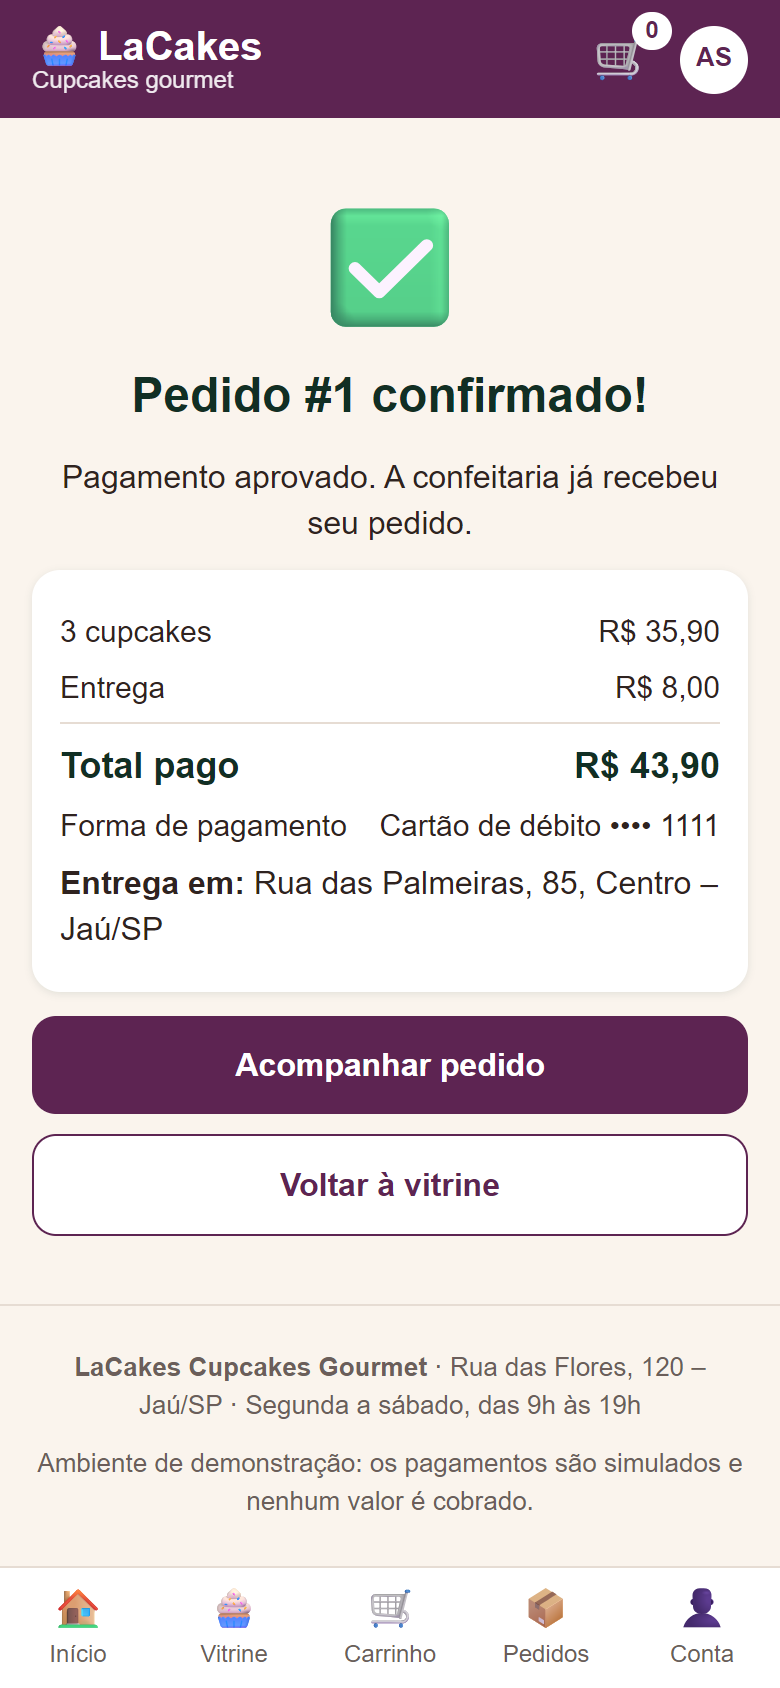 LaCakes
Cupcakes gourmet
0
AS
Pedido #1 confirmado!
Pagamento aprovado. A confeitaria já recebeu
seu pedido.
3 cupcakes R$ 35,90
Entrega R$ 8,00
Total pago R$ 43,90
Forma de pagamento Cartão de débito •••• 1111
Entrega em: Rua das Palmeiras, 85, Centro –
Jaú/SP
Acompanhar pedido
Voltar à vitrine
LaCakes Cupcakes Gourmet · Rua das Flores, 120 –
Jaú/SP · Segunda a sábado, das 9h às 19h
Ambiente de demonstração: os pagamentos são simulados e
nenhum valor é cobrado.
Início Vitrine Carrinho Pedidos Conta